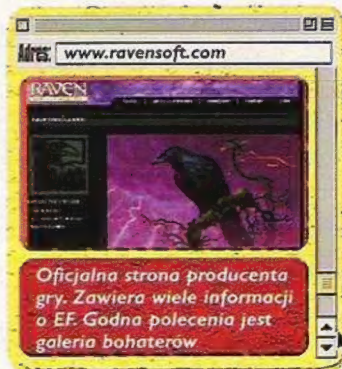 Adres: www.ravensoft.com
RAVEN
Oficjalna strona producenta
gry. Zawiera wiele informacji
o EF. Godna polecenia jest
galeria bohaterów